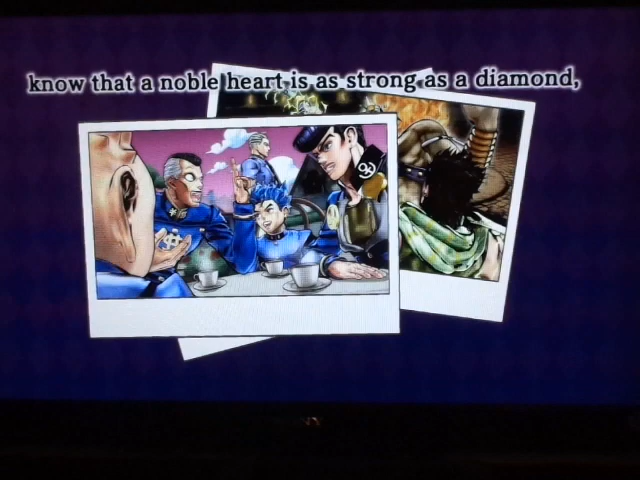 know that a noble heart is as strong as a diamond,